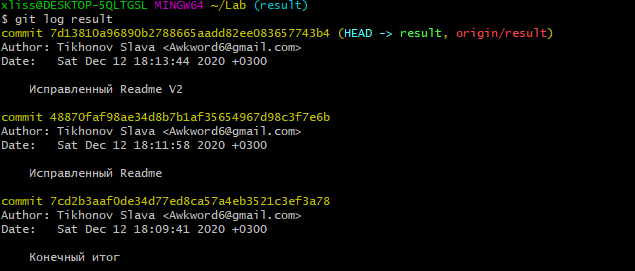 xliss@DESKTOP-5QLTGSL MINGW64 ~/Lab (result)
$ git log result
commit 7d13810a96890b2788665aadd82ee083657743b4 (HEAD -> result, origin/result)
Author: Tikhonov Slava <Awkword6@gmail.com>
Date:   Sat Dec 12 18:13:44 2020 +0300
Исправленный Readme V2
commit 48870faf98ae34d8b7b1af35654967d98c3f7e6b
Author: Tikhonov Slava <Awkword6@gmail.com>
Date:   Sat Dec 12 18:11:58 2020 +0300
Исправленный Readme
commit 7cd2b3aaf0de34d77ed8ca57a4eb3521c3ef3a78
Author: Tikhonov Slava <Awkword6@gmail.com>
Date:   Sat Dec 12 18:09:41 2020 +0300
Конечный итог